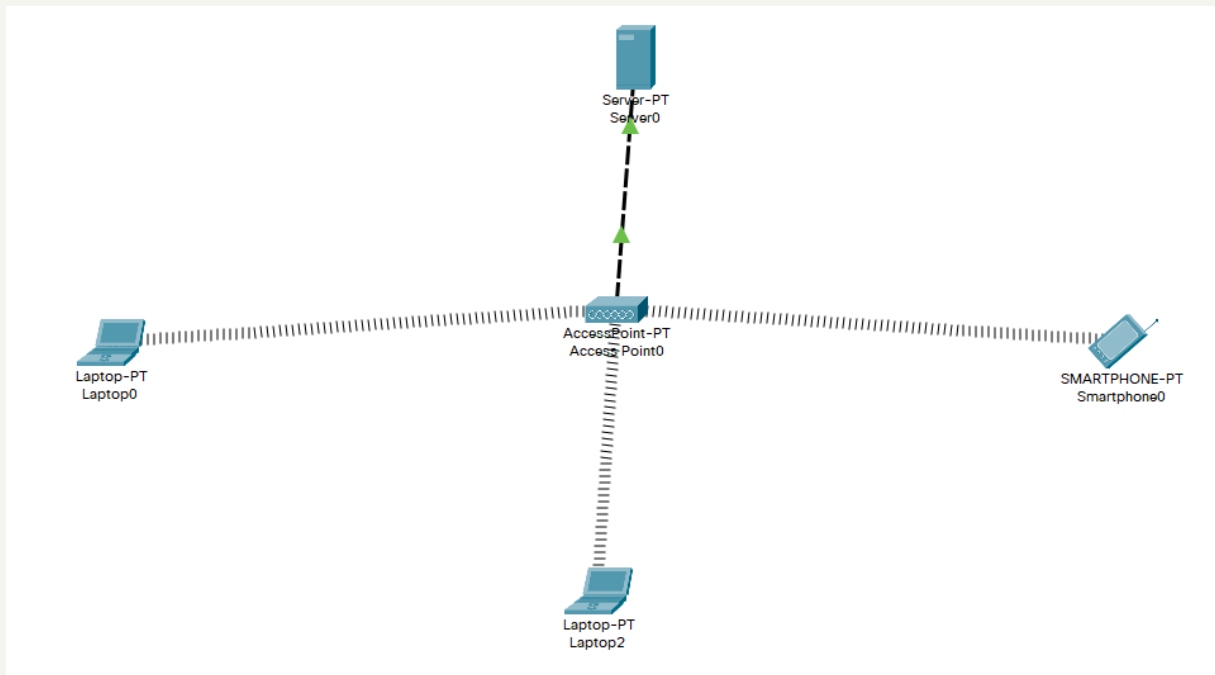 Server-PT
Server0
AccessPoint-PT
Access Point0
Laptop-PT
Laptop0
SMARTPHONE-PT
Smartphone0
Laptop-PT
Laptop2